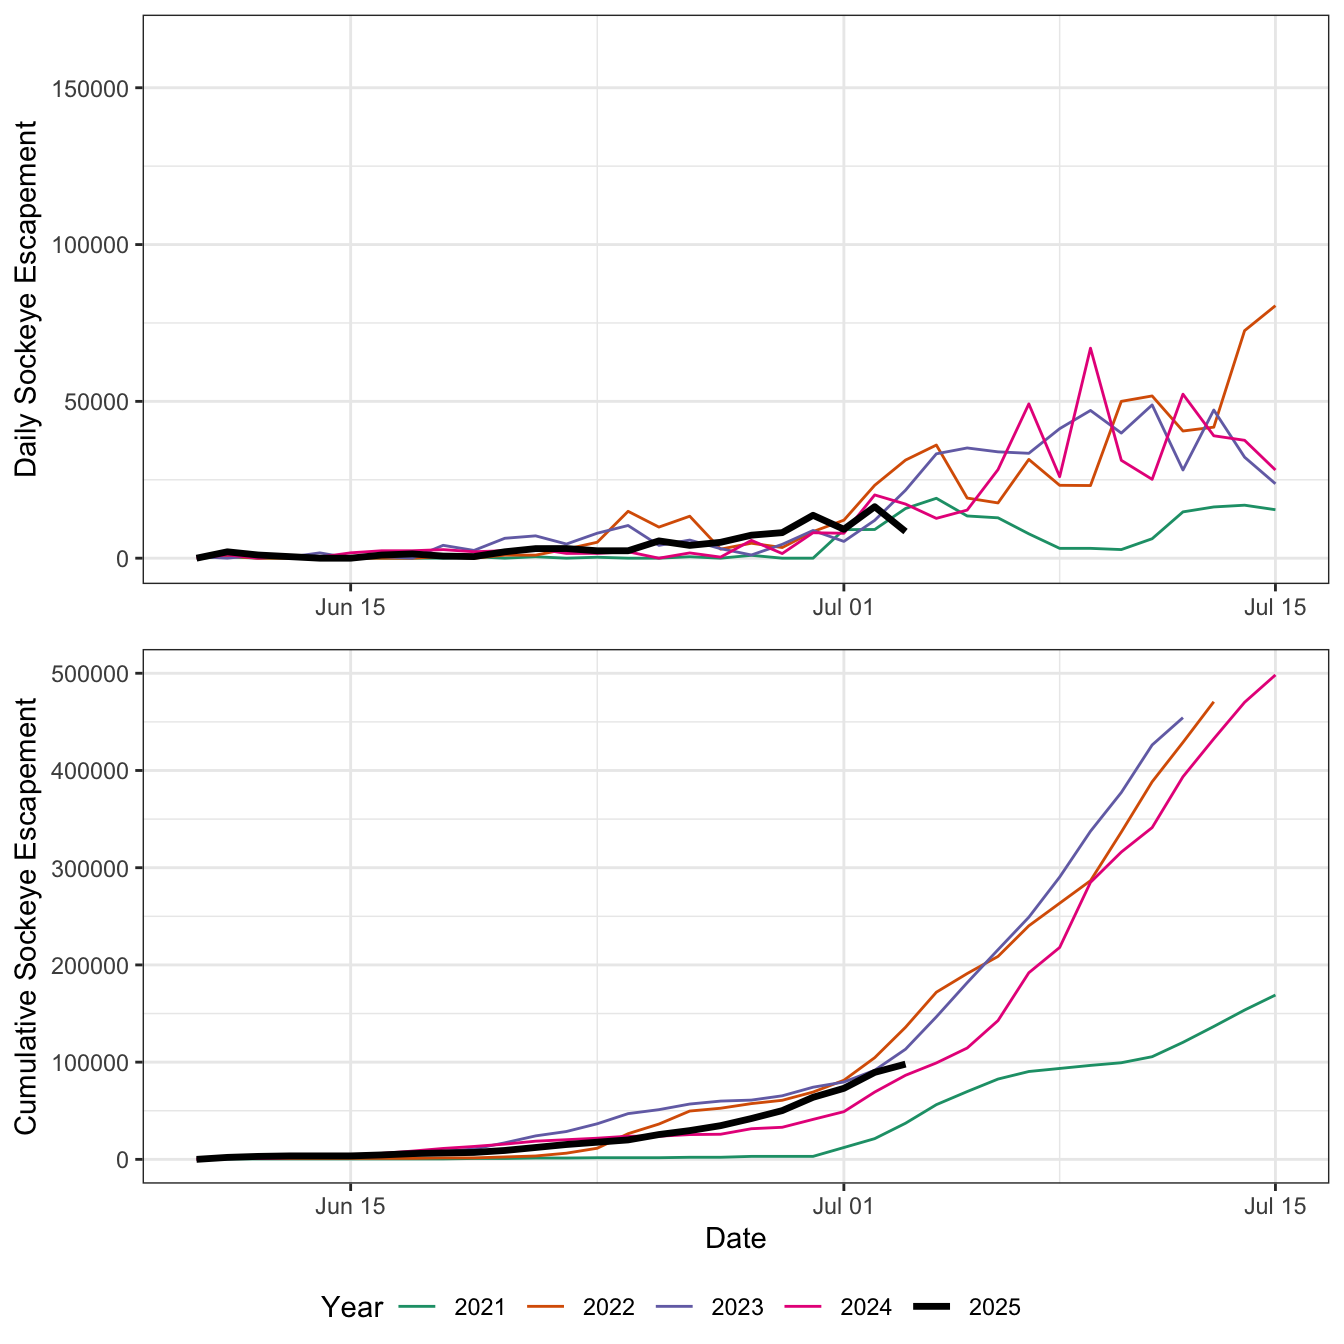 Daily Sockeye Escapement
150000
100000
50000
0
Jun 15
Jul 01
Jul 15
Cumulative Sockeye Escapement
500000
400000
300000
200000
100000
0
Jun 15
Jul 01
Jul 15
Date
Year 2021 2022 2023 2024 2025